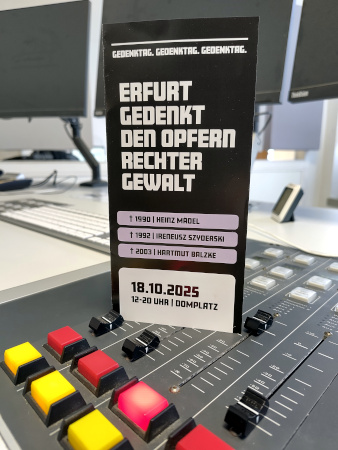 GEDENKTAG. GEDENKTAG. GEDENKTAG.
ERFURT
GEDENKT
DEN OPFERN
RECHTER
GEWALT
† 1990 | HEINZ MÄDEL
† 1992 | IRENEUSZ SZYDERSKI
† 2003 | HARTMUT BALZKE
18.10.2025
12-20 UHR | DOMPLATZ